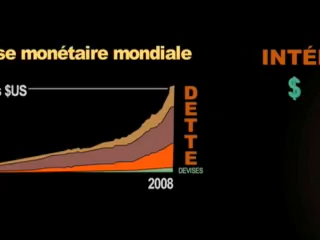 se monétaire mondiale
INTÉ
s $US
$
DETTE
DEVISES
2008